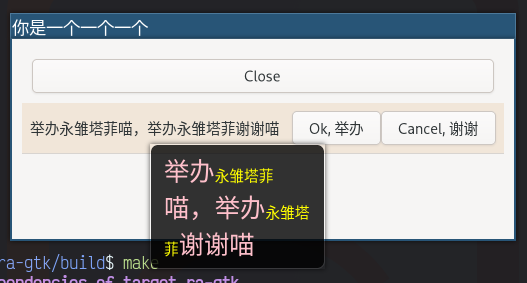 你是一个一个一个
Close
举办永雏塔菲喵，举办永雏塔菲谢谢喵
Ok, 举办
Cancel, 谢谢
举办永雏塔菲
喵，举办永雏塔
菲谢谢喵
ra-gtk/build$ make
pendencies of target ra-gtk